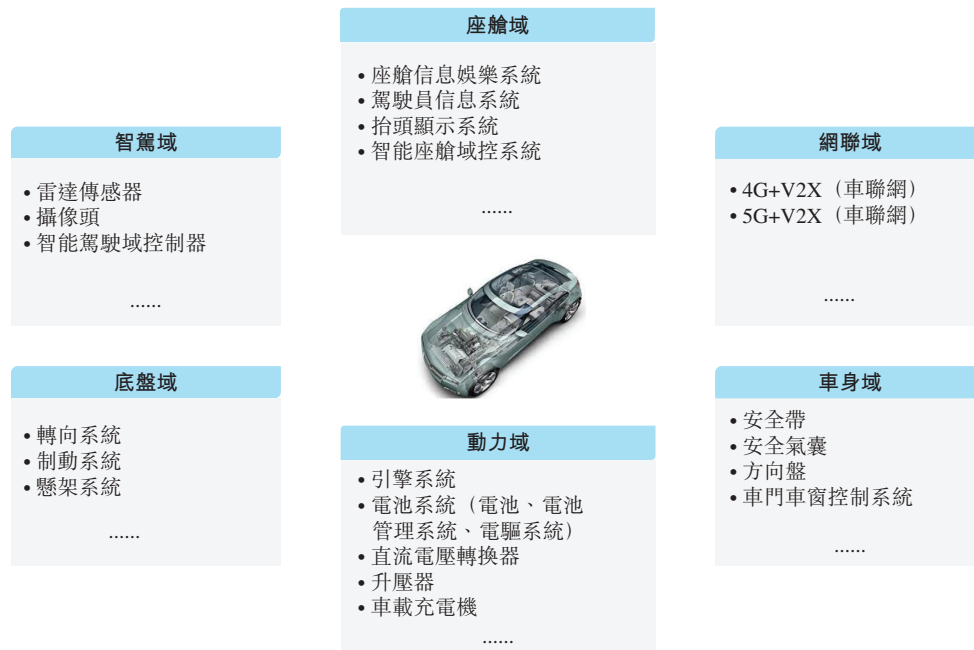 座艙域
• 座艙信息娛樂系統
• 駕駛員信息系統
• 抬頭顯示系統
• 智能座艙域控系統
......
智駕域
• 雷達傳感器
• 攝像頭
• 智能駕駛域控制器
......
網聯域
• 4G+V2X（車聯網）
• 5G+V2X（車聯網）
......
底盤域
• 轉向系統
• 制動系統
• 懸架系統
......
動力域
• 引擎系統
• 電池系統（電池、電池
管理系統、電驅系統）
• 直流電壓轉換器
• 升壓器
• 車載充電機
......
車身域
• 安全帶
• 安全氣囊
• 方向盤
• 車門車窗控制系統
......